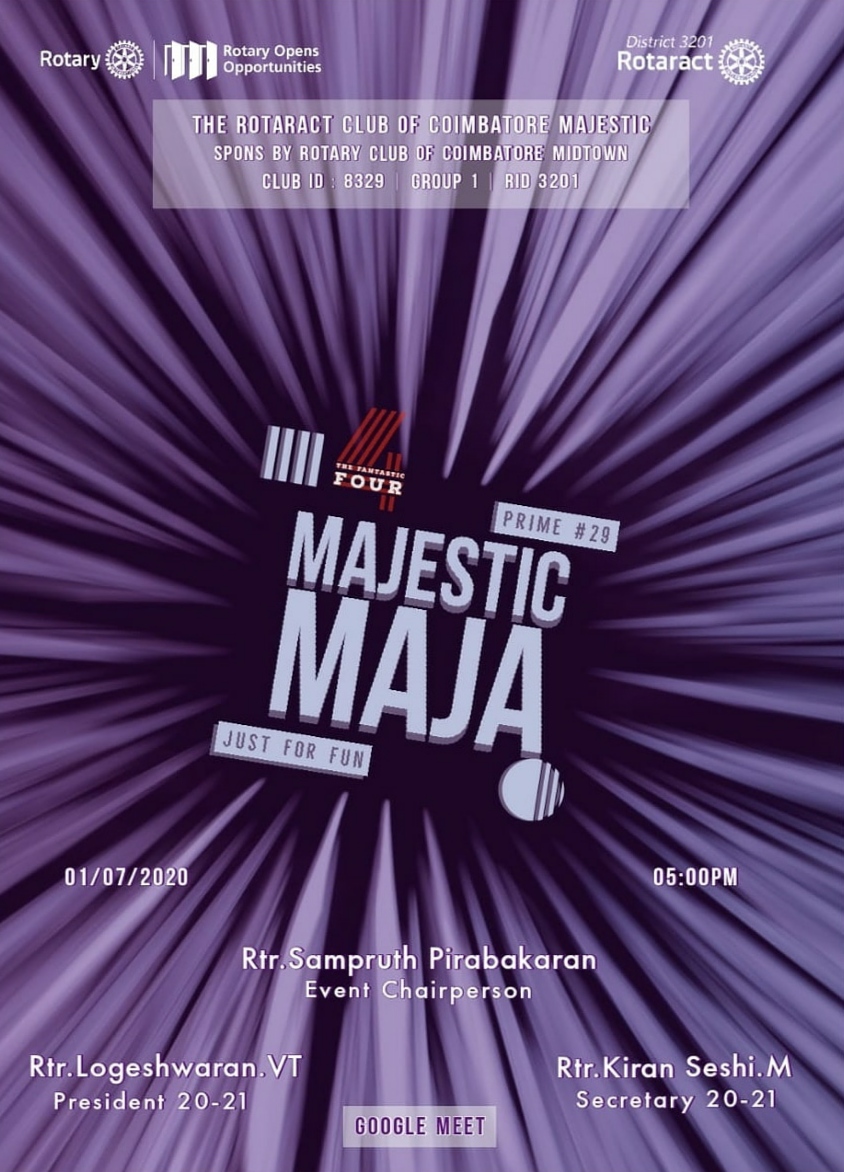 Rotary
Rotary Opens
Opportunities
District 3201
Rotaract
THE ROTARACT CLUB OF COIMBATORE MAJESTIC
SPONS BY ROTARY CLUB OF COIMBATORE MIDTOWN
CLUB ID : 8329 | GROUP 1 | RID 3201
4
THE FANTASTIC
FOUR
PRIME #29
MAJESTIC
MAJA
JUST FOR FUN
01/07/2020
05:00PM
Rtr.Sampruth Pirabakaran
Event Chairperson
Rtr.Logeshwaran.VT
President 20-21
Rtr.Kiran Seshi.M
Secretary 20-21
GOOGLE MEET